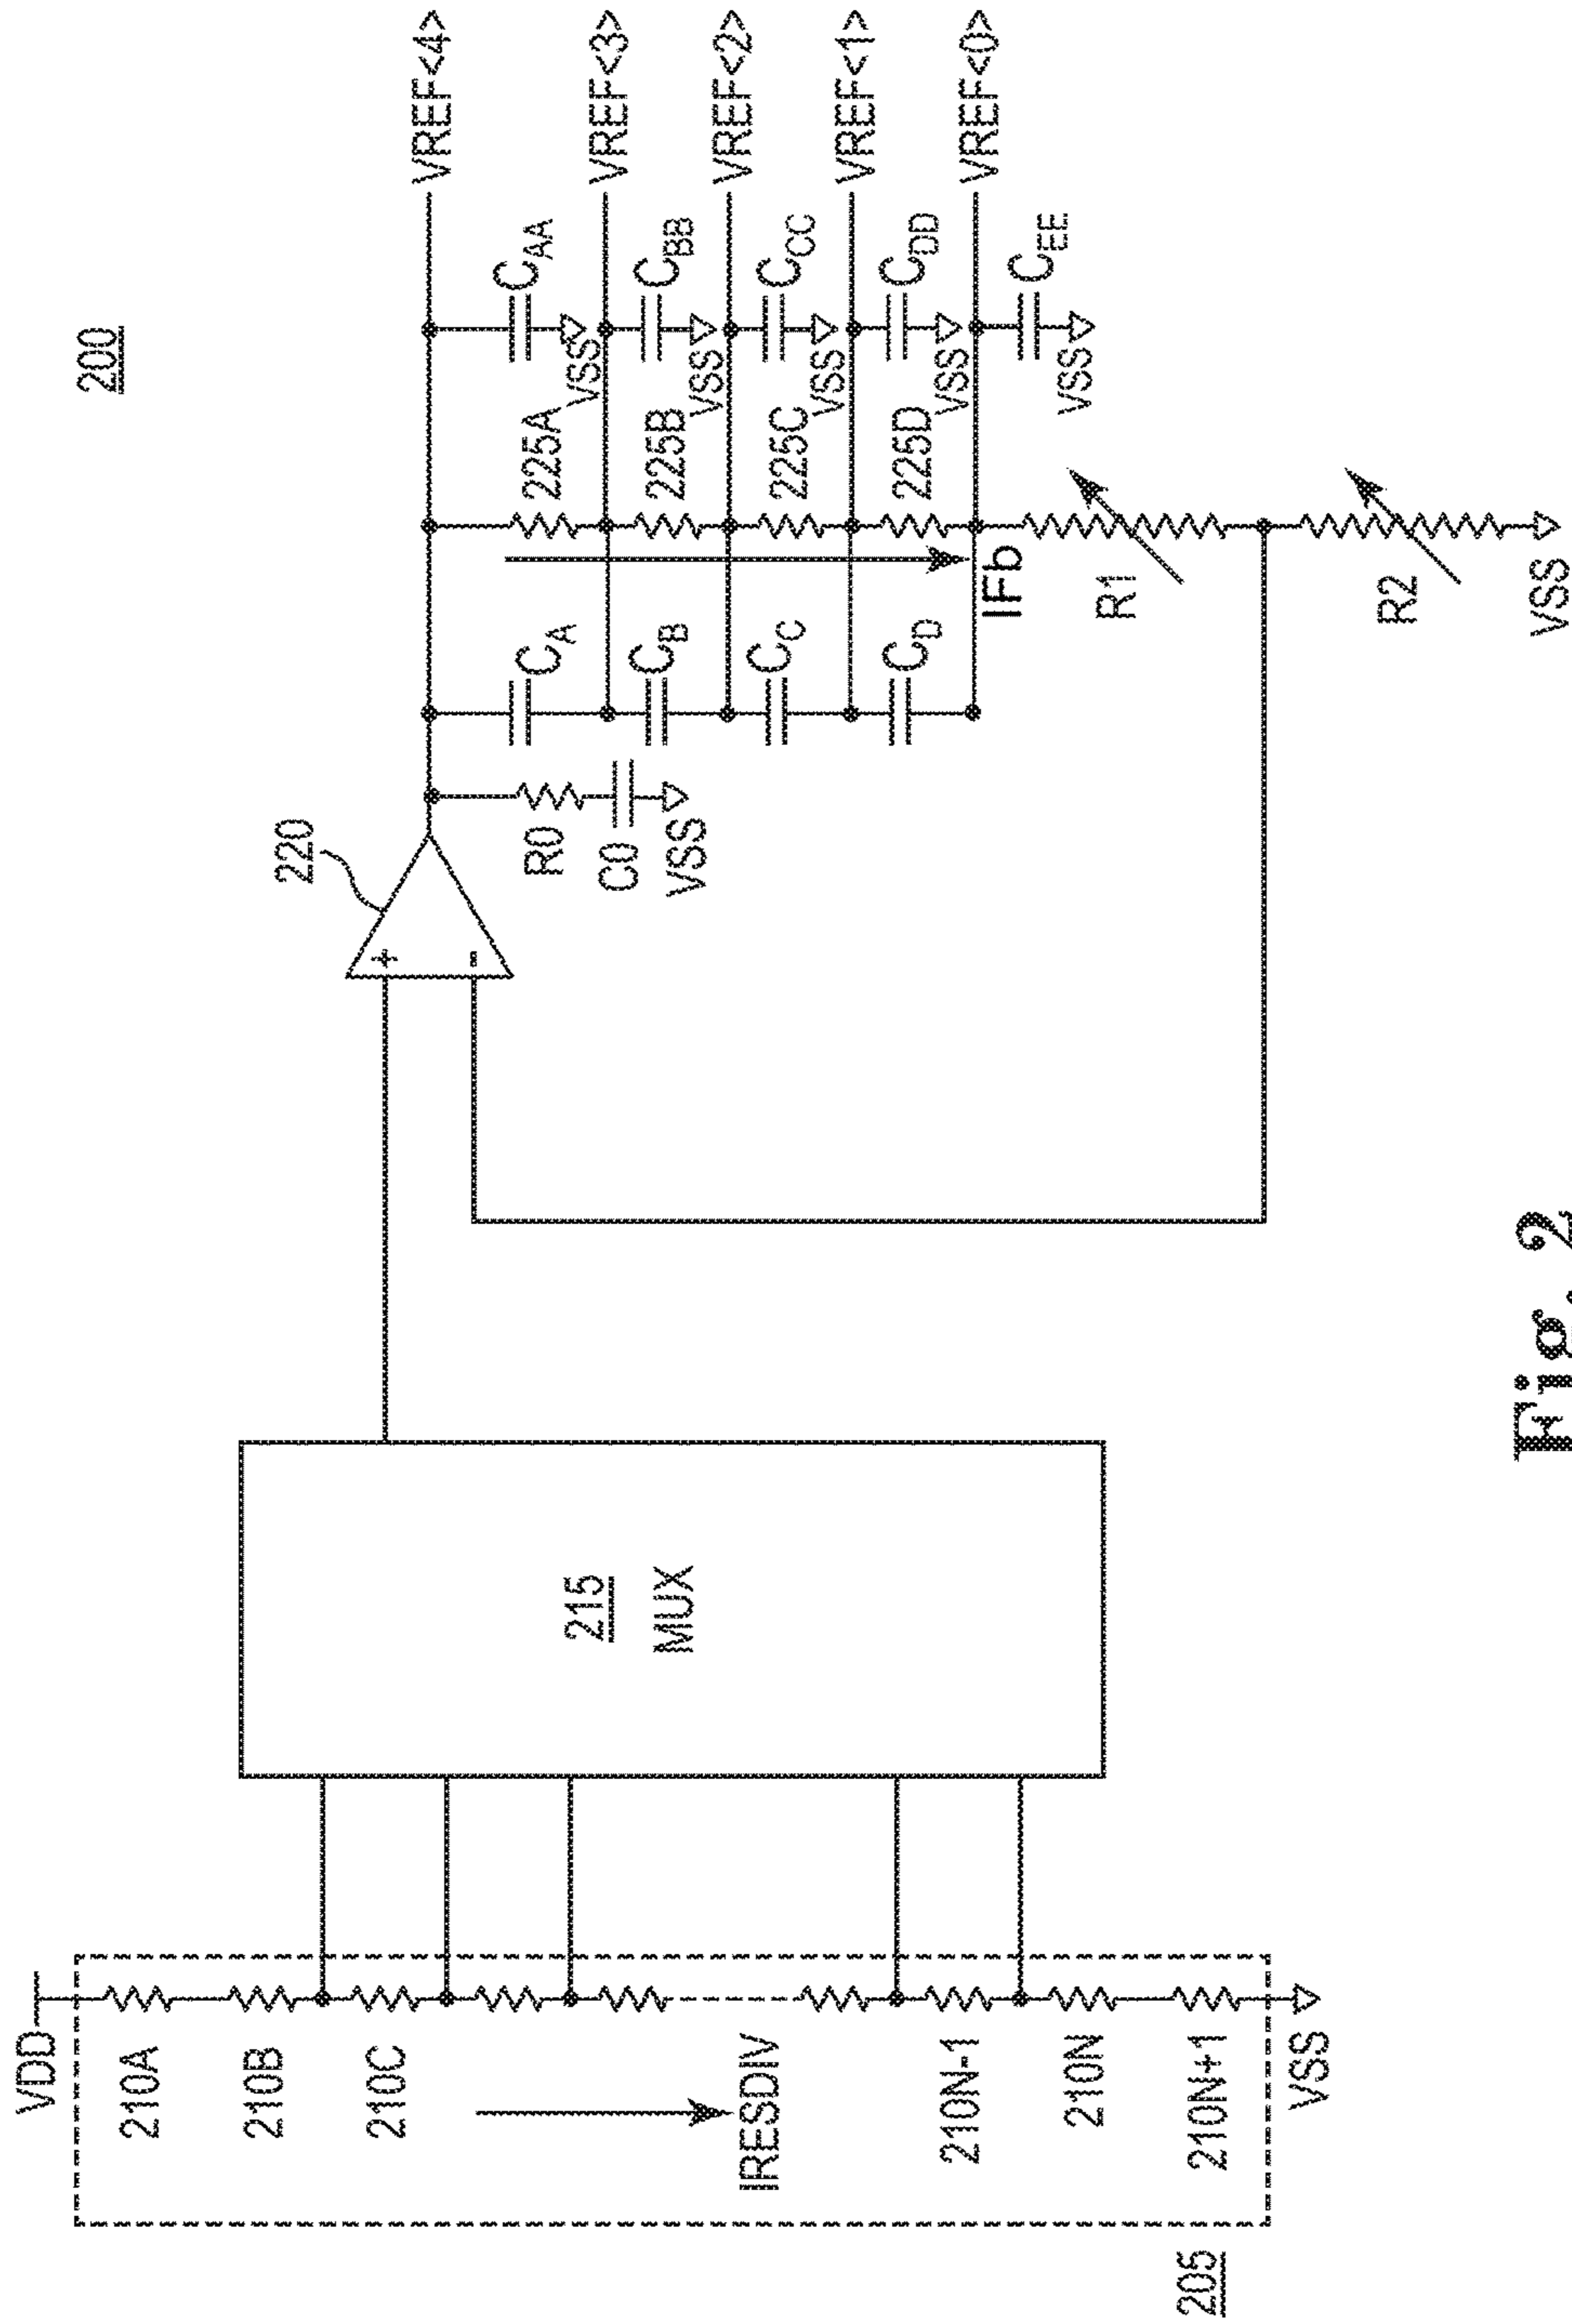 200
VDD
210A
210B
210C
IRESDIV
210N-1
210N
210N+1
VSS
205
215
MUX
220
+
-
R0
C0
VSS
CA
CB
CC
CD
IFb
225A
225B
225C
225D
R1
R2
VSS
CAA
VSS
CBB
VSS
CCC
VSS
CDD
VSS
CEE
VSS
VREF<4>
VREF<3>
VREF<2>
VREF<1>
VREF<0>
Fig. 2